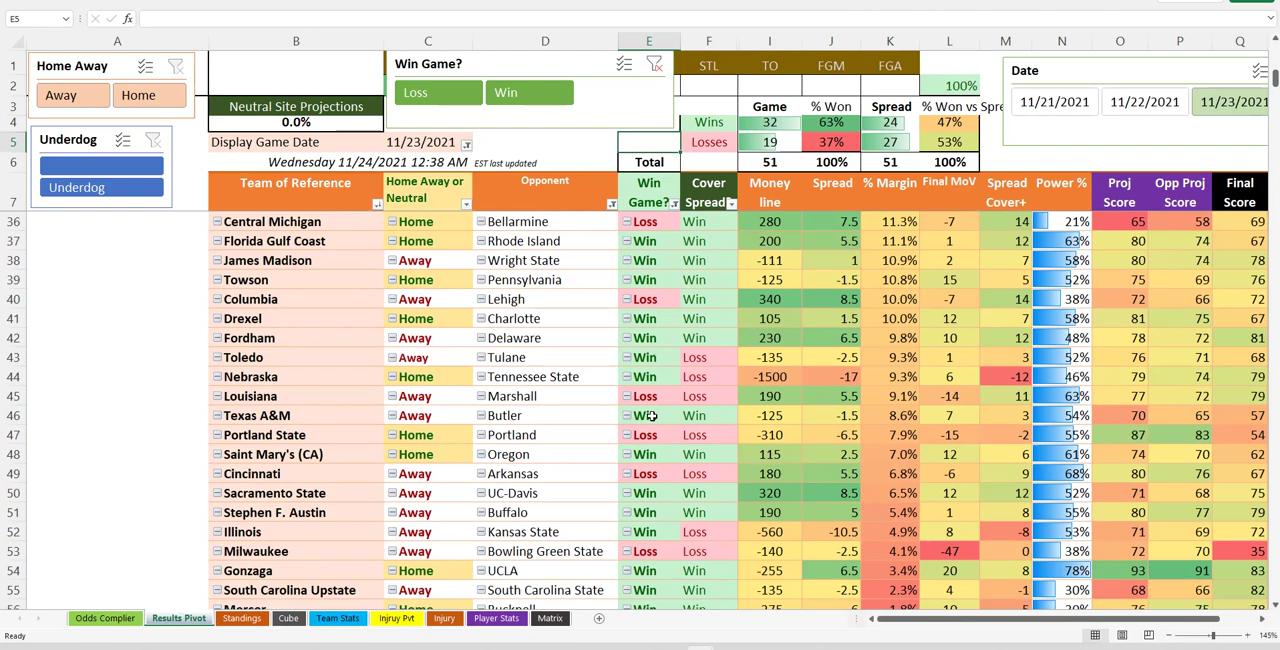 E5 fx
A B C D E F I J K L M N O P Q
Home Away
Away Home
Underdog
Underdog
Win Game?
Loss Win
Date
11/21/2021 11/22/2021 11/23/2021
1 STL TO FGM FGA
2 100%
3 Neutral Site Projections Game % Won Spread % Won vs Spre
4 0.0% Wins 32 63% 24 47%
5 Display Game Date 11/23/2021 Losses 19 37% 27 53%
6 Wednesday 11/24/2021 12:38 AM EST last updated Total 51 100% 51 100%
7 Team of Reference Home Away or Neutral Opponent Win Game? Cover Spread Money line Spread % Margin Final MoV Spread Cover+ Power % Proj Score Opp Proj Score Final Score
36 Central Michigan Home Bellarmine Loss Win 280 7.5 11.3% -7 14 21% 65 58 69
37 Florida Gulf Coast Home Rhode Island Win Win 200 5.5 11.1% 1 12 63% 80 74 67
38 James Madison Away Wright State Win Win -111 1 10.9% 2 7 58% 80 74 78
39 Towson Home Pennsylvania Win Win -125 -1.5 10.8% 15 5 52% 75 69 76
40 Columbia Away Lehigh Loss Win 340 8.5 10.0% -7 14 38% 72 66 72
41 Drexel Home Charlotte Win Win 105 1.5 10.0% 12 7 58% 81 75 67
42 Fordham Away Delaware Win Win 230 6.5 9.8% 10 12 48% 78 72 81
43 Toledo Away Tulane Win Loss -135 -2.5 9.3% 1 3 52% 76 71 68
44 Nebraska Home Tennessee State Win Loss -1500 -17 9.3% 6 -12 46% 79 74 79
45 Louisiana Away Marshall Loss Loss 190 5.5 9.1% -14 11 63% 77 72 79
46 Texas A&M Away Butler Win Win -125 -1.5 8.6% 7 3 54% 70 65 57
47 Portland State Home Portland Loss Loss -310 -6.5 7.9% -15 -2 55% 87 83 54
48 Saint Mary's (CA) Home Oregon Win Win 115 2.5 7.0% 12 6 61% 74 70 62
49 Cincinnati Away Arkansas Loss Loss 180 5.5 6.8% -6 9 68% 80 76 67
50 Sacramento State Away UC-Davis Win Win 320 8.5 6.5% 12 12 52% 71 68 75
51 Stephen F. Austin Away Buffalo Win Win 190 5 5.4% 1 8 55% 80 77 79
52 Illinois Away Kansas State Win Loss -560 -10.5 4.9% 8 -8 53% 71 69 72
53 Milwaukee Away Bowling Green State Loss Loss -140 -2.5 4.1% -47 0 38% 72 70 35
54 Gonzaga Home UCLA Win Win -255 6.5 3.4% 20 8 78% 93 91 83
55 South Carolina Upstate Away South Carolina State Win Win -135 -2.5 2.3% 4 -1 30% 68 66 82
Odds Complier Results Pivot Standings Cube Team Stats Injruy Pvt Injury Player Stats Matrix
Ready 145%